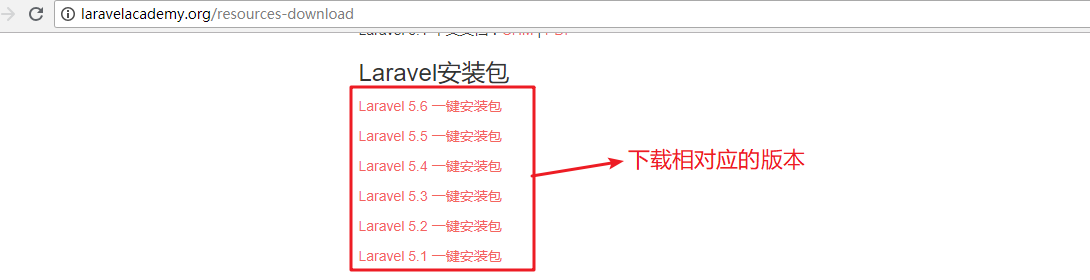 laravelacademy.org/resources-download
Laravel安装包
Laravel 5.6 一键安装包
Laravel 5.5 一键安装包
Laravel 5.4 一键安装包
下载相对应的版本
Laravel 5.3 一键安装包
Laravel 5.2 一键安装包
Laravel 5.1 一键安装包